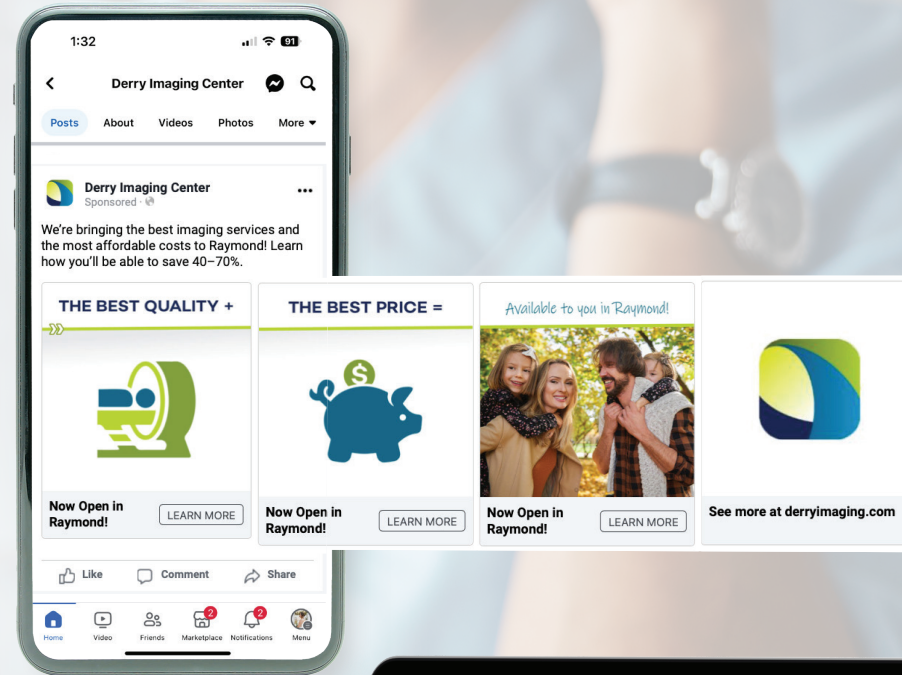 1:32
91
Derry Imaging Center
Posts About Videos Photos More
Derry Imaging Center
Sponsored ·
We're bringing the best imaging services and
the most affordable costs to Raymond! Learn
how you'll be able to save 40–70%.
THE BEST QUALITY +
Now Open in
Raymond!
LEARN MORE
THE BEST PRICE =
$
Now Open in
Raymond!
LEARN MORE
Available to you in Raymond!
Now Open in
Raymond!
LEARN MORE
See more at derryimaging.com
Like Comment Share
2 2
Home Video Friends Marketplace Notifications Menu